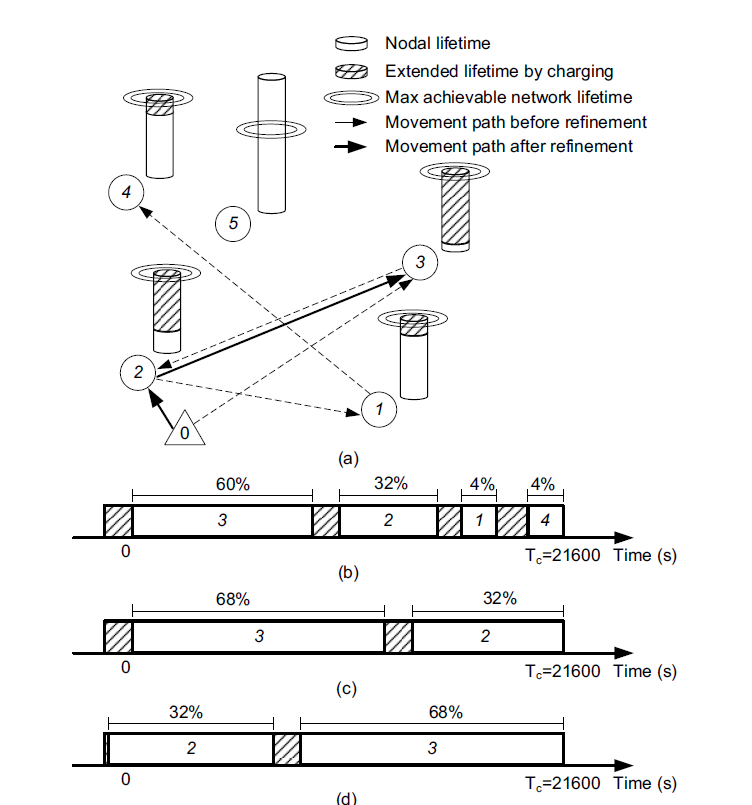 Nodal lifetime
Extended lifetime by charging
Max achievable network lifetime
Movement path before refinement
Movement path after refinement
4
5
3
2
1
0
(a)
60% 32% 4% 4%
3 2 1 4
0 T_c=21600 Time (s)
(b)
68% 32%
3 2
0 T_c=21600 Time (s)
(c)
32% 68%
2 3
0 T_c=21600 Time (s)
(d)